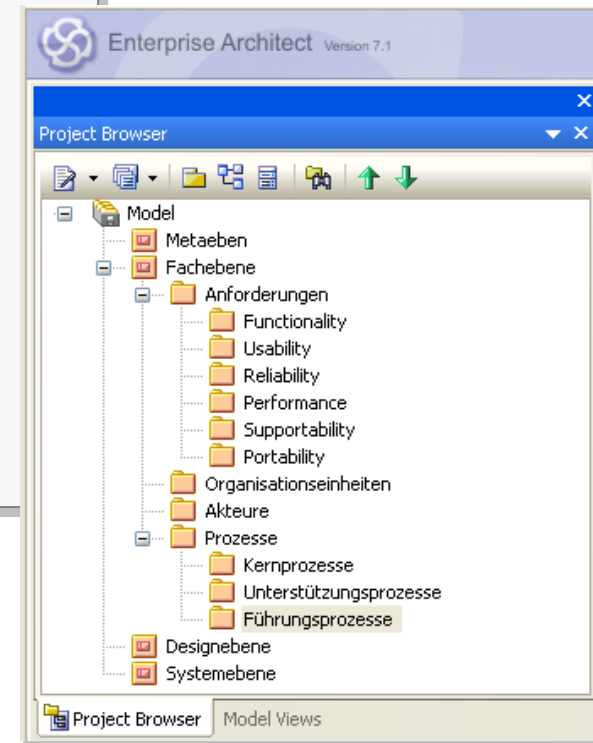 Enterprise Architect Version 7.1
Project Browser
Model
Metaeben
Fachebene
Anforderungen
Functionality
Usability
Reliability
Performance
Supportability
Portability
Organisationseinheiten
Akteure
Prozesse
Kernprozesse
Unterstützungsprozesse
Führungsprozesse
Designebene
Systemebene
Project Browser Model Views